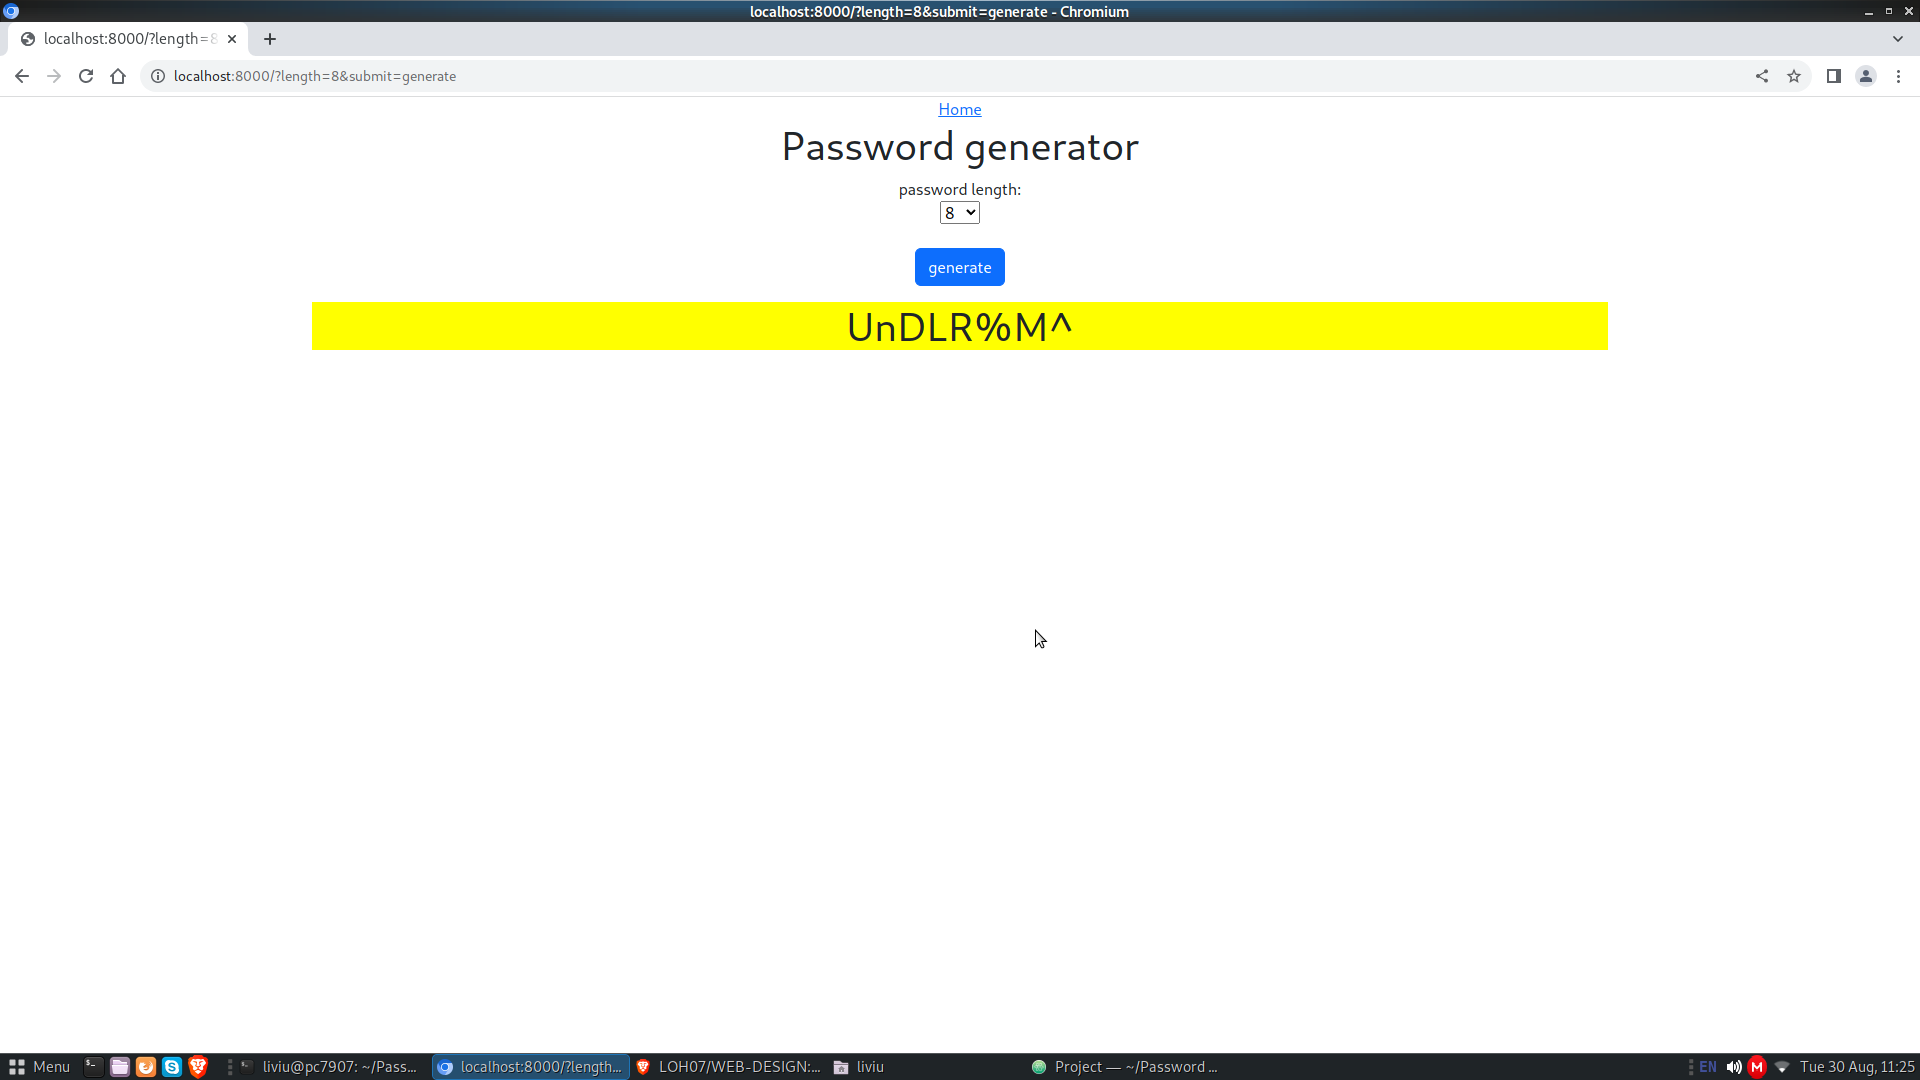 localhost:8000/?length=8&submit=generate - Chromium
localhost:8000/?length=8
localhost:8000/?length=8&submit=generate
Home
Password generator
password length:
8
generate
UnDLR%M^
Menu
liviu@pc7907: ~/Pass...
localhost:8000/?length...
LOH07/WEB-DESIGN:...
liviu
Project — ~/Password ...
EN
M
Tue 30 Aug, 11:25